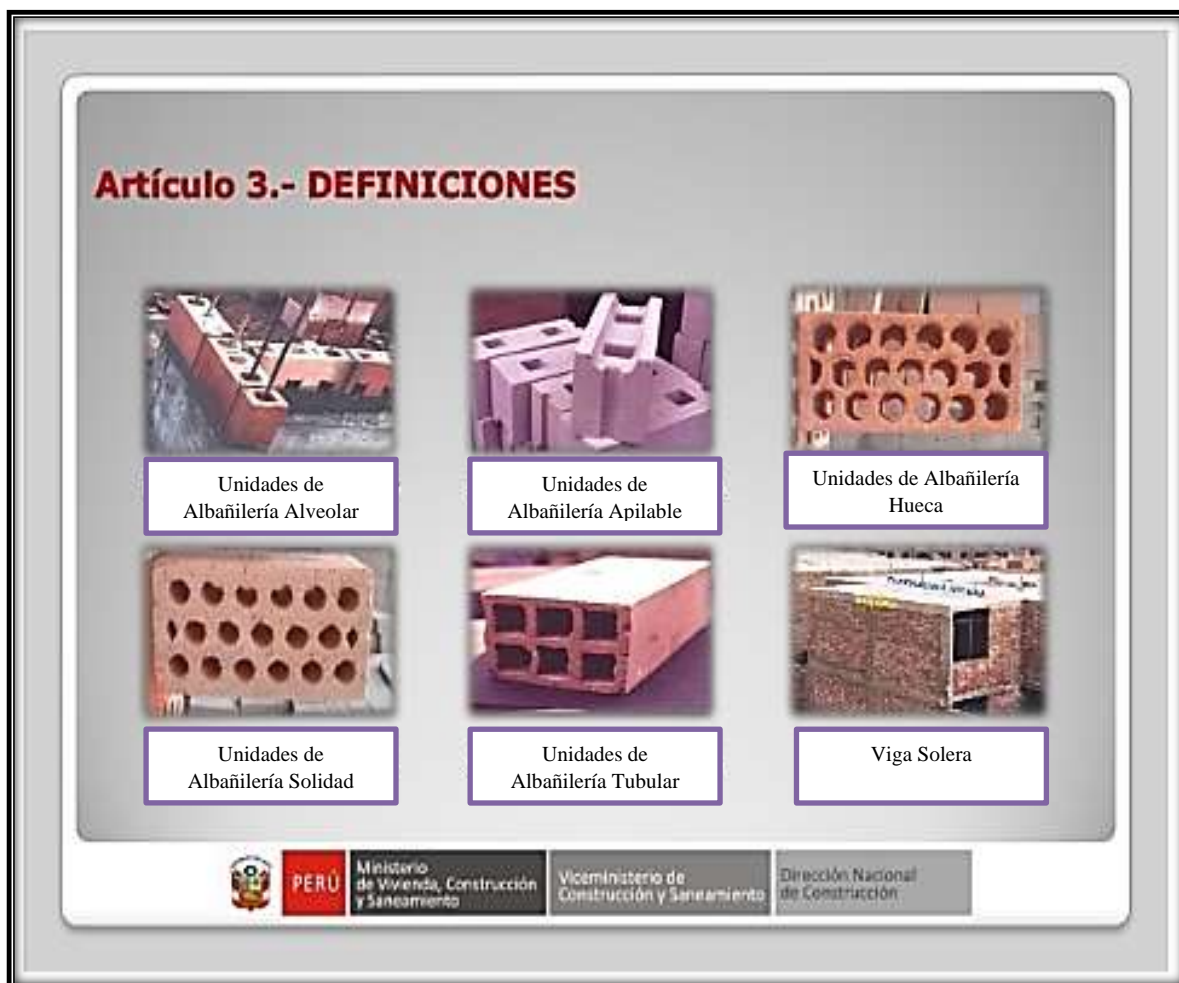 Artículo 3.- DEFINICIONES
Unidades de
Albañilería Alveolar
Unidades de
Albañilería Apilable
Unidades de Albañilería
Hueca
Unidades de
Albañilería Solidad
Unidades de
Albañilería Tubular
Viga Solera
PERÚ
Ministerio
de Vivienda, Construcción
y Saneamiento
Viceministerio de
Construcción y Saneamiento
Dirección Nacional
de Construcción